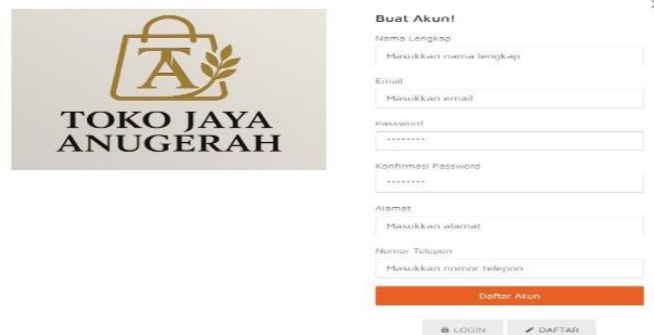 TA
TOKO JAYA
ANUGERAH
Buat Akun!
Nama Lengkap
Masukkan nama lengkap
Email
Masukkan email
Password
--------
Konfirmasi Password
--------
Alamat
Masukkan alamat
Nomor Telepon
Masukkan nomor telepon
Daftar Akun
LOGIN
DAFTAR